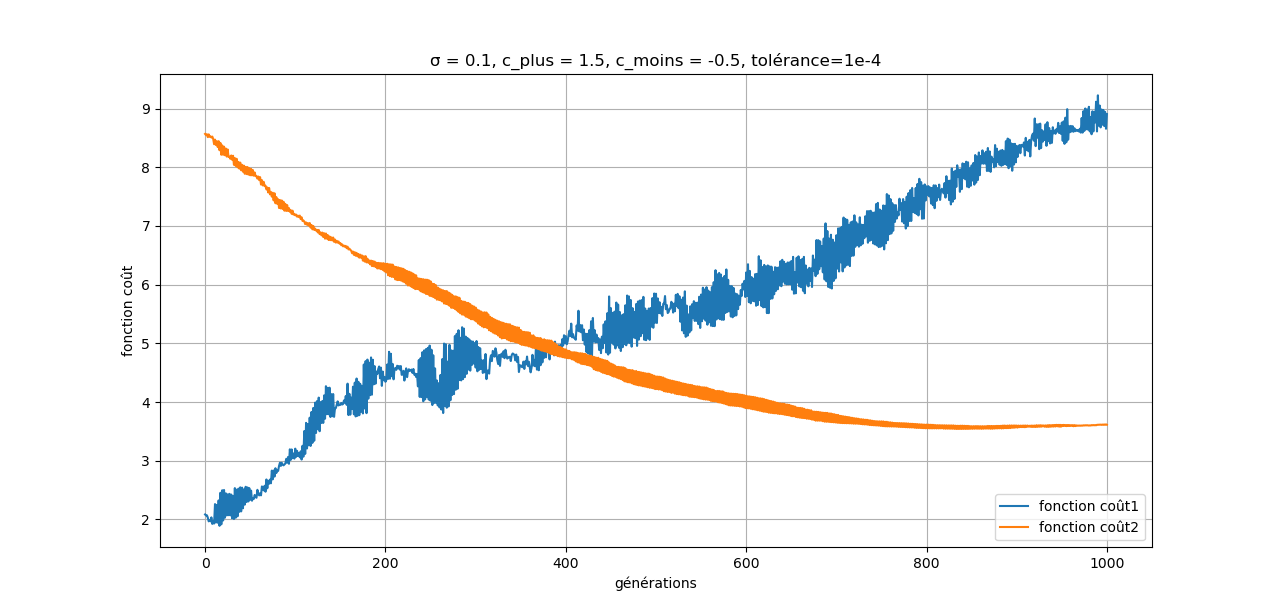 σ = 0.1, c_plus = 1.5, c_moins = -0.5, tolérance=1e-4
fonction coût
9
8
7
6
5
4
3
2
0
200
400
600
800
1000
générations
fonction coût1
fonction coût2